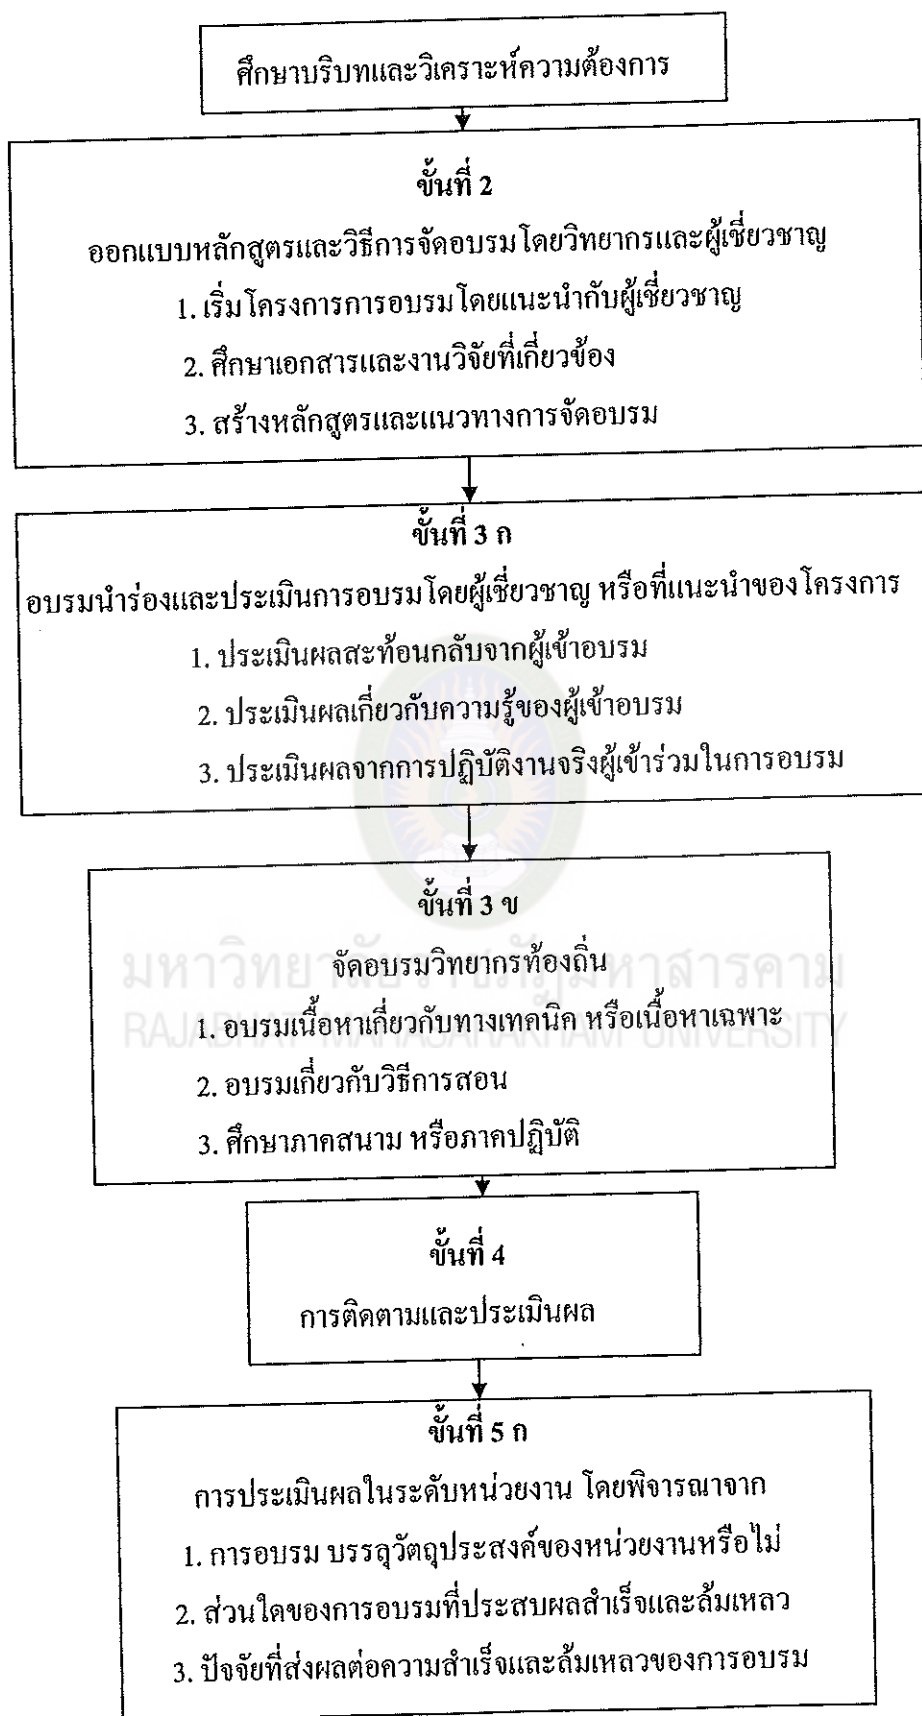 ศึกษาบริบทและวิเคราะห์ความต้องการ
ขั้นที่ 2
ออกแบบหลักสูตรและวิธีการจัดอบรมโดยวิทยากรและผู้เชี่ยวชาญ
1. เริ่มโครงการการอบรมโดยแนะนำกับผู้เชี่ยวชาญ
2. ศึกษาเอกสารและงานวิจัยที่เกี่ยวข้อง
3. สร้างหลักสูตรและแนวทางการจัดอบรม
ขั้นที่ 3 ก
อบรมนำร่องและประเมินการอบรมโดยผู้เชี่ยวชาญ หรือที่แนะนำของโครงการ
1. ประเมินผลสะท้อนกลับจากผู้เข้าอบรม
2. ประเมินผลเกี่ยวกับความรู้ของผู้เข้าอบรม
3. ประเมินผลจากการปฏิบัติงานจริงผู้เข้าร่วมในการอบรม
ขั้นที่ 3 ข
จัดอบรมวิทยากรท้องถิ่น
มหาวิทยาลัยราชภัฏมหาสารคาม
1. อบรมเนื้อหาเกี่ยวกับทางเทคนิค หรือเนื้อหาเฉพาะ
RAJABHAT MAHASARAKHAM UNIVERSITY
2. อบรมเกี่ยวกับวิธีการสอน
3. ศึกษาภาคสนาม หรือภาคปฏิบัติ
ขั้นที่ 4
การติดตามและประเมินผล
ขั้นที่ 5 ก
การประเมินผลในระดับหน่วยงาน โดยพิจารณาจาก
1. การอบรม บรรลุวัตถุประสงค์ของหน่วยงานหรือไม่
2. ส่วนใดของการอบรมที่ประสบผลสำเร็จและล้มเหลว
3. ปัจจัยที่ส่งผลต่อความสำเร็จและล้มเหลวของการอบรม